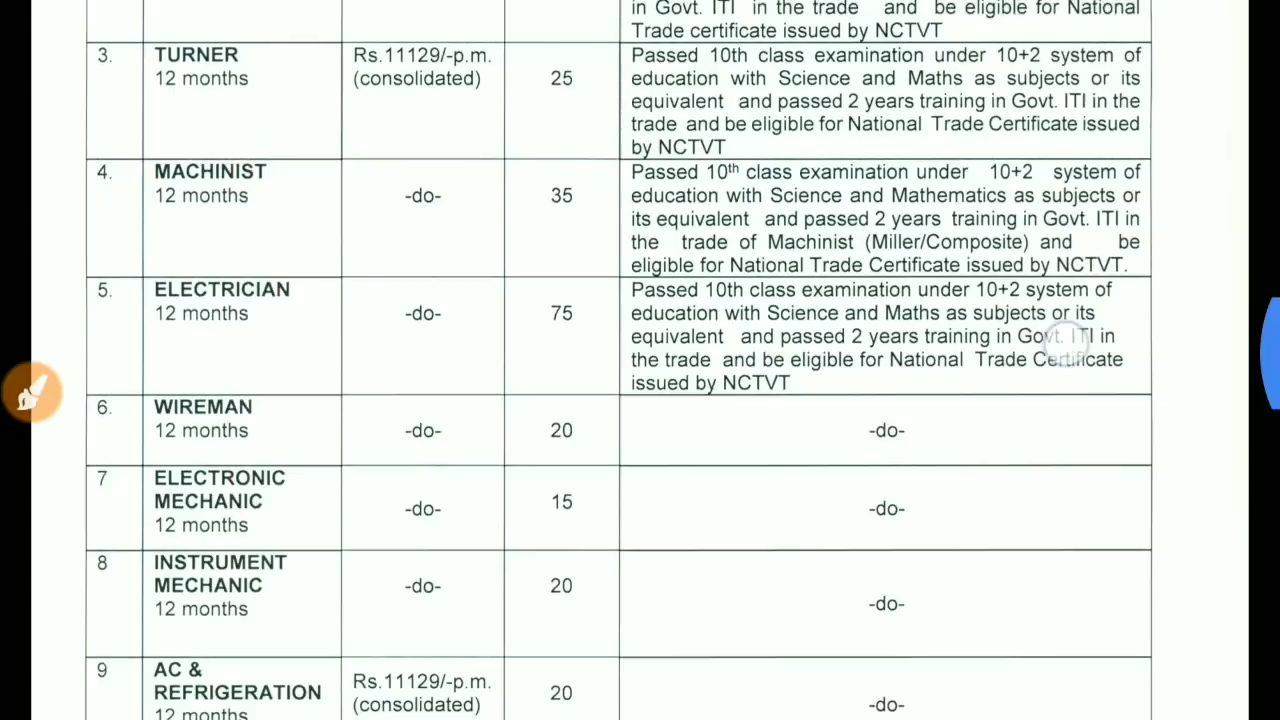 in Govt. ITI in the trade and be eligible for National
Trade certificate issued by NCTVT
3. TURNER Rs.11129/-p.m. Passed 10th class examination under 10+2 system of
12 months (consolidated) 25 education with Science and Maths as subjects or its
equivalent and passed 2 years training in Govt. ITI in the
trade and be eligible for National Trade Certificate issued
by NCTVT
4. MACHINIST Passed 10th class examination under 10+2 system of
12 months -do- 35 education with Science and Mathematics as subjects or
its equivalent and passed 2 years training in Govt. ITI in
the trade of Machinist (Miller/Composite) and be
eligible for National Trade Certificate issued by NCTVT.
5. ELECTRICIAN Passed 10th class examination under 10+2 system of
12 months -do- 75 education with Science and Maths as subjects or its
equivalent and passed 2 years training in Govt. ITI in
the trade and be eligible for National Trade Certificate
issued by NCTVT
6. WIREMAN
12 months -do- 20 -do-
7 ELECTRONIC
MECHANIC -do- 15 -do-
12 months
8 INSTRUMENT
MECHANIC -do- 20
12 months -do-
9 AC &
REFRIGERATION Rs.11129/-p.m. 20
12 months (consolidated) -do-